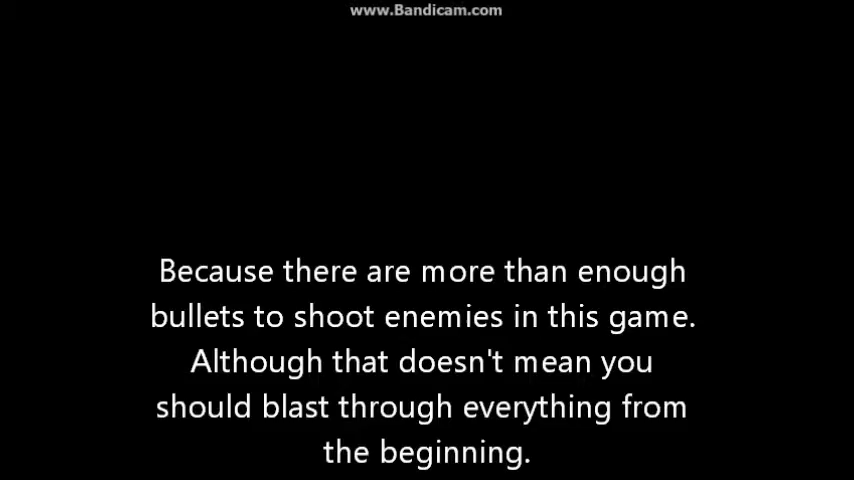 www.Bandicam.com
Because there are more than enough
bullets to shoot enemies in this game.
Although that doesn't mean you
should blast through everything from
the beginning.